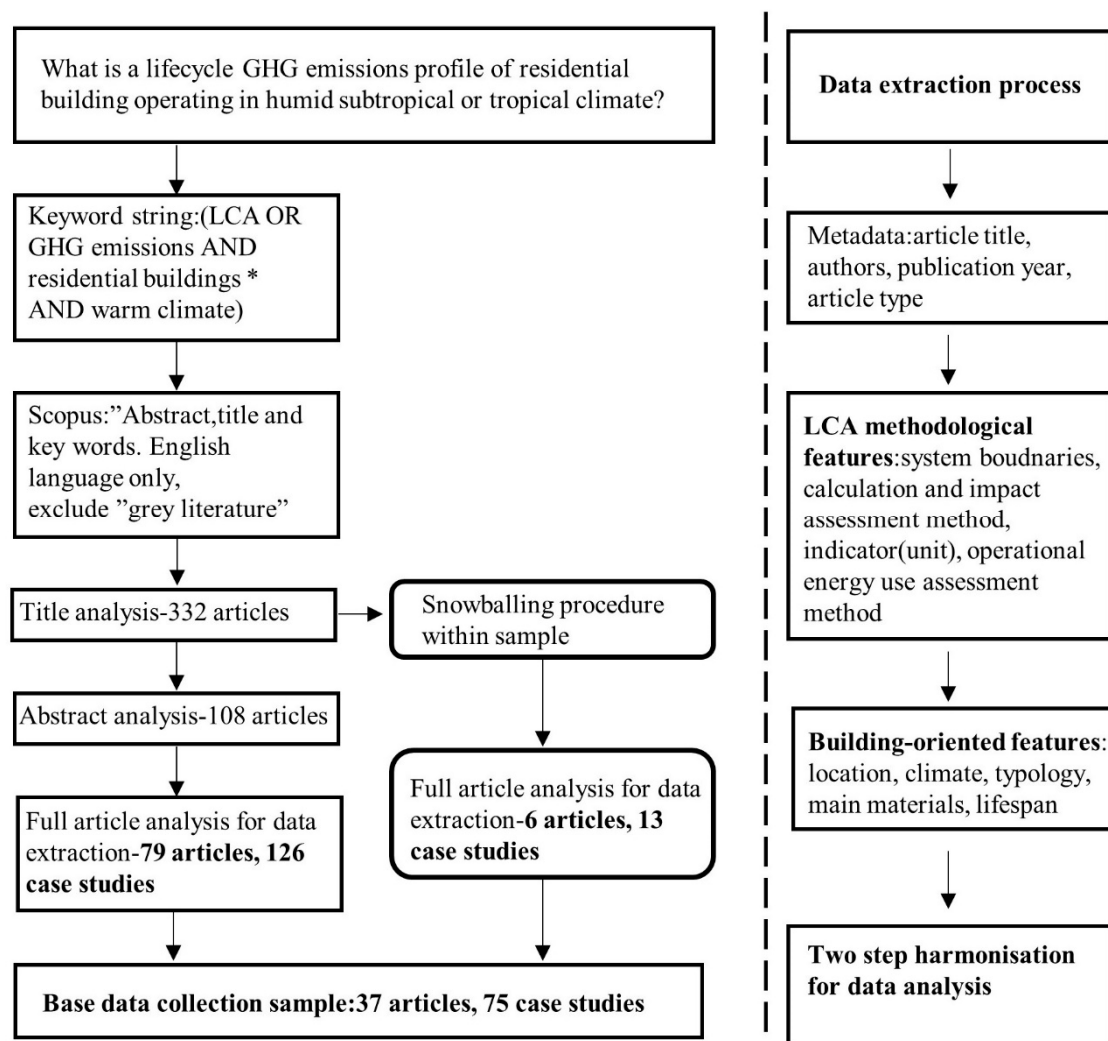 What is a lifecycle GHG emissions profile of residential
building operating in humid subtropical or tropical climate?
Keyword string:(LCA OR
GHG emissions AND
residential buildings *
AND warm climate)
Scopus:”Abstract,title and
key words. English
language only,
exclude ”grey literature”
Title analysis-332 articles
Snowballing procedure
within sample
Abstract analysis-108 articles
Full article analysis for data
extraction-79 articles, 126
case studies
Full article analysis for data
extraction-6 articles, 13
case studies
Base data collection sample:37 articles, 75 case studies
Data extraction process
Metadata:article title,
authors, publication year,
article type
LCA methodological
features:system boudnaries,
calculation and impact
assessment method,
indicator(unit), operational
energy use assessment
method
Building-oriented features:
location, climate, typology,
main materials, lifespan
Two step harmonisation
for data analysis